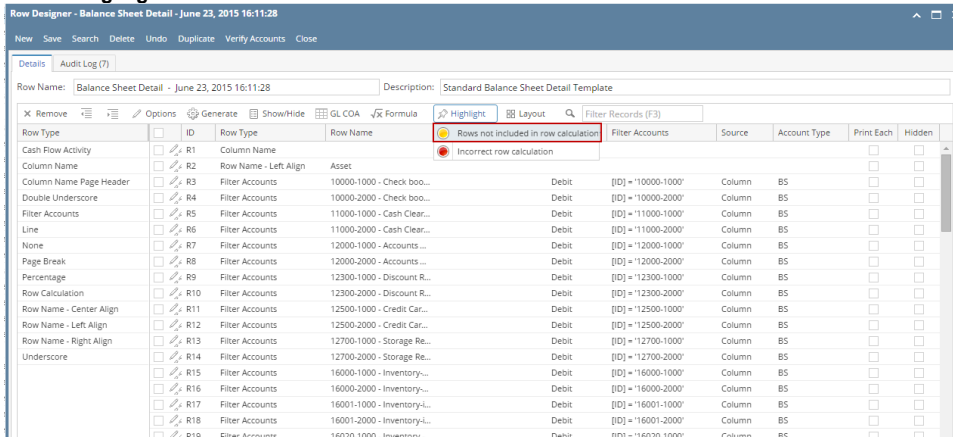 Row Designer - Balance Sheet Detail - June 23, 2015 16:11:28
New Save Search Delete Undo Duplicate Verify Accounts Close
Details Audit Log (7)
Row Name: Balance Sheet Detail - June 23, 2015 16:11:28 Description: Standard Balance Sheet Detail Template
X Remove Options Generate Show/Hide GL COA Formula Highlight Layout Filter Records (F3)
Row Type ID Row Type Row Name Rows not included in row calculation Filter Accounts Source Account Type Print Each Hidden
Cash Flow Activity R1 Column Name Incorrect row calculation
Column Name R2 Row Name - Left Align Asset
Column Name Page Header R3 Filter Accounts 10000-1000 - Check boo... Debit [ID] = '10000-1000' Column BS
Double Underscore R4 Filter Accounts 10000-2000 - Check boo... Debit [ID] = '10000-2000' Column BS
Filter Accounts R5 Filter Accounts 11000-1000 - Cash Clear... Debit [ID] = '11000-1000' Column BS
Line R6 Filter Accounts 11000-2000 - Cash Clear... Debit [ID] = '11000-2000' Column BS
None R7 Filter Accounts 12000-1000 - Accounts ... Debit [ID] = '12000-1000' Column BS
Page Break R8 Filter Accounts 12000-2000 - Accounts ... Debit [ID] = '12000-2000' Column BS
Percentage R9 Filter Accounts 12300-1000 - Discount R... Debit [ID] = '12300-1000' Column BS
Row Calculation R10 Filter Accounts 12300-2000 - Discount R... Debit [ID] = '12300-2000' Column BS
Row Name - Center Align R11 Filter Accounts 12500-1000 - Credit Car... Debit [ID] = '12500-1000' Column BS
Row Name - Left Align R12 Filter Accounts 12500-2000 - Credit Car... Debit [ID] = '12500-2000' Column BS
Row Name - Right Align R13 Filter Accounts 12700-1000 - Storage Re... Debit [ID] = '12700-1000' Column BS
Underscore R14 Filter Accounts 12700-2000 - Storage Re... Debit [ID] = '12700-2000' Column BS
R15 Filter Accounts 16000-1000 - Inventory-... Debit [ID] = '16000-1000' Column BS
R16 Filter Accounts 16000-2000 - Inventory-... Debit [ID] = '16000-2000' Column BS
R17 Filter Accounts 16001-1000 - Inventory-i... Debit [ID] = '16001-1000' Column BS
R18 Filter Accounts 16001-2000 - Inventory-i... Debit [ID] = '16001-2000' Column BS
R19 Filter Accounts 16020-1000 - Inventory Debit [ID] = '16020-1000' Column BS